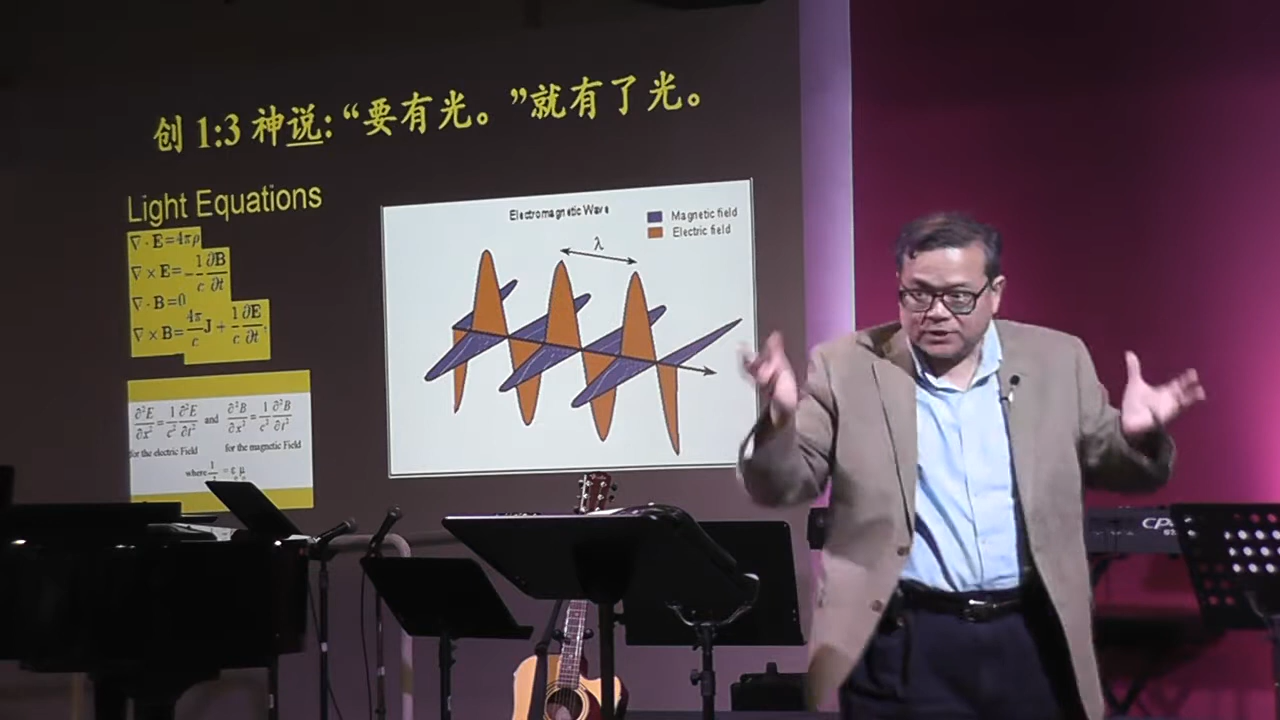 创 1:3 神说:“要有光。”就有了光。
Light Equations
∇·E=4πρ
∇×E=-1/c ∂B/∂t
∇·B=0
∇×B=4π/c J+1/c ∂E/∂t.
Electromagnetic Wave
Magnetic field
Electric field
λ
∂²E/∂x²=1/c² ∂²E/∂t² and ∂²B/∂x²=1/c² ∂²B/∂t²
for the electric Field for the magnetic Field
where